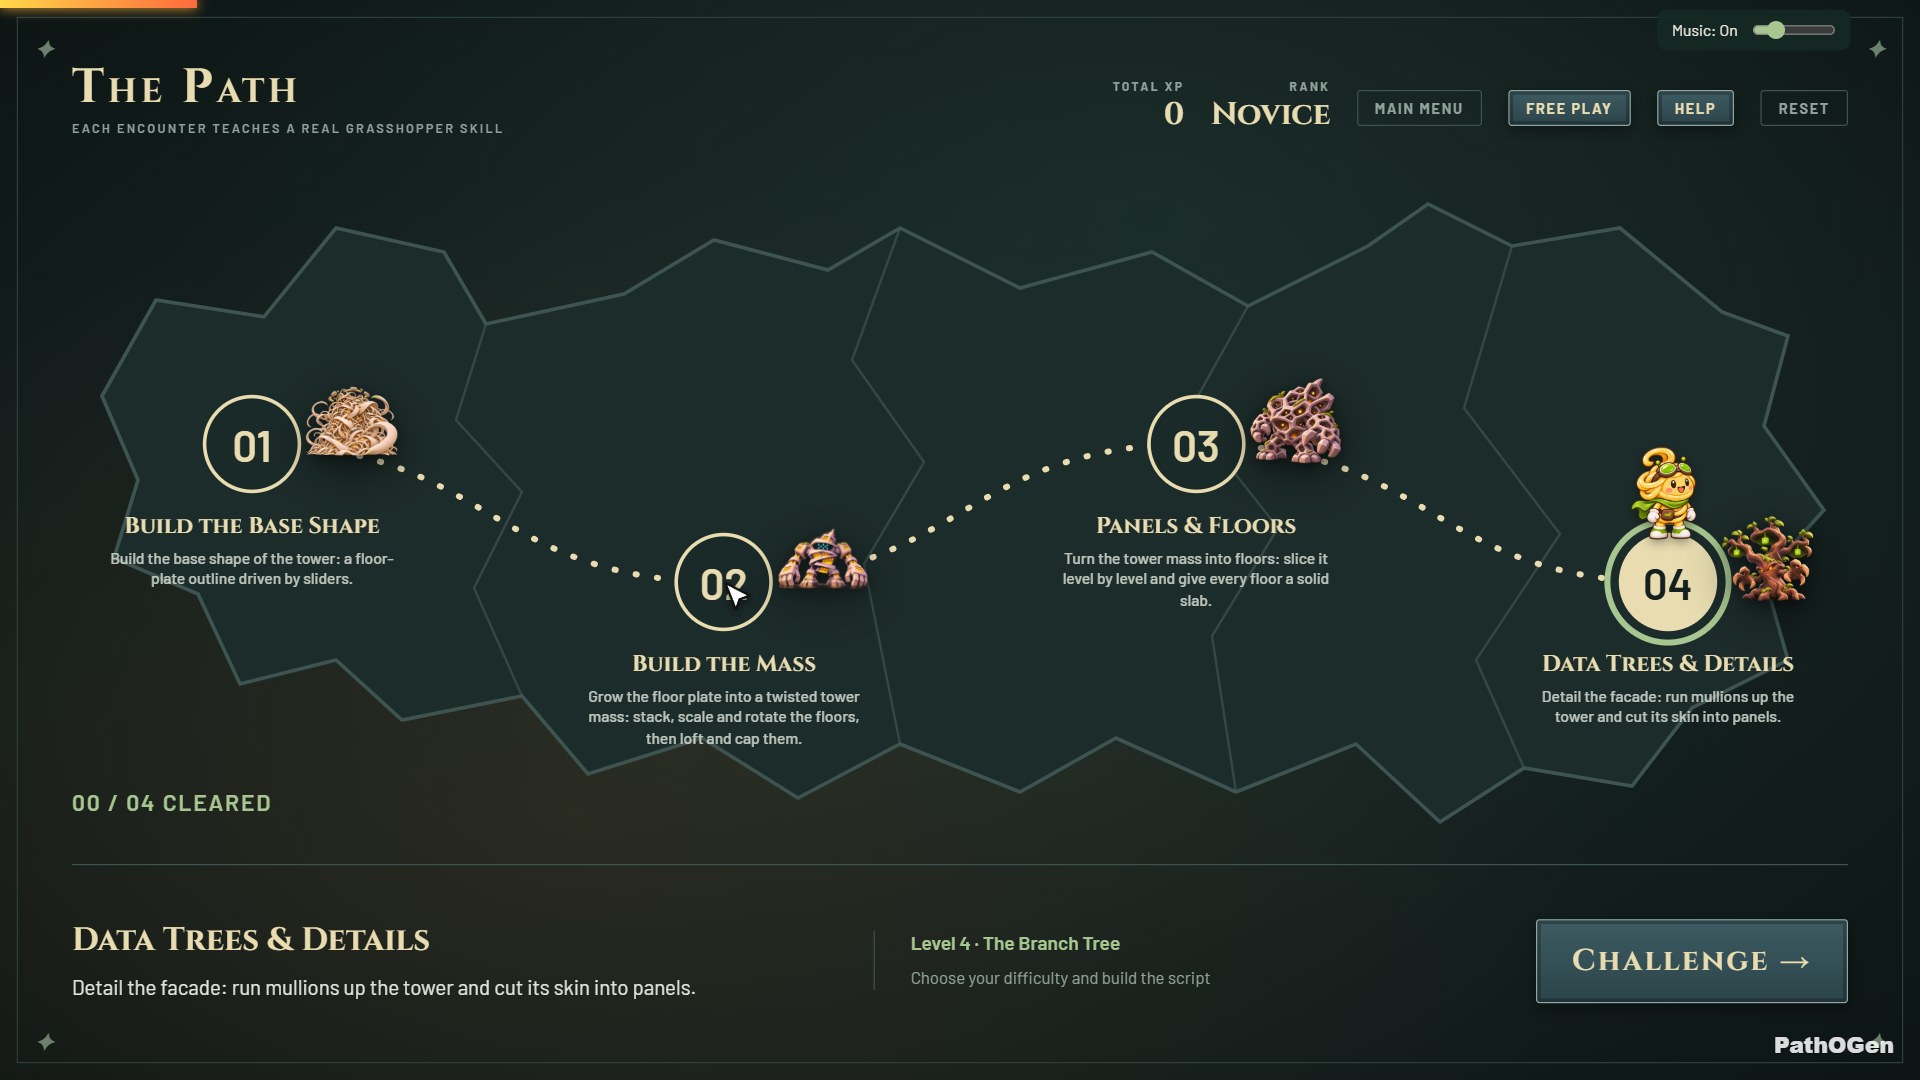 Music: On
The Path
EACH ENCOUNTER TEACHES A REAL GRASSHOPPER SKILL
TOTAL XP
0
RANK
Novice
MAIN MENU
FREE PLAY
HELP
RESET
01
Build the Base Shape
Build the base shape of the tower: a floor-
plate outline driven by sliders.
02
Build the Mass
Grow the floor plate into a twisted tower
mass: stack, scale and rotate the floors,
then loft and cap them.
03
Panels & Floors
Turn the tower mass into floors: slice it
level by level and give every floor a solid
slab.
04
Data Trees & Details
Detail the facade: run mullions up the
tower and cut its skin into panels.
00 / 04 CLEARED
Data Trees & Details
Detail the facade: run mullions up the tower and cut its skin into panels.
Level 4 · The Branch Tree
Choose your difficulty and build the script
Challenge →
PathOGen